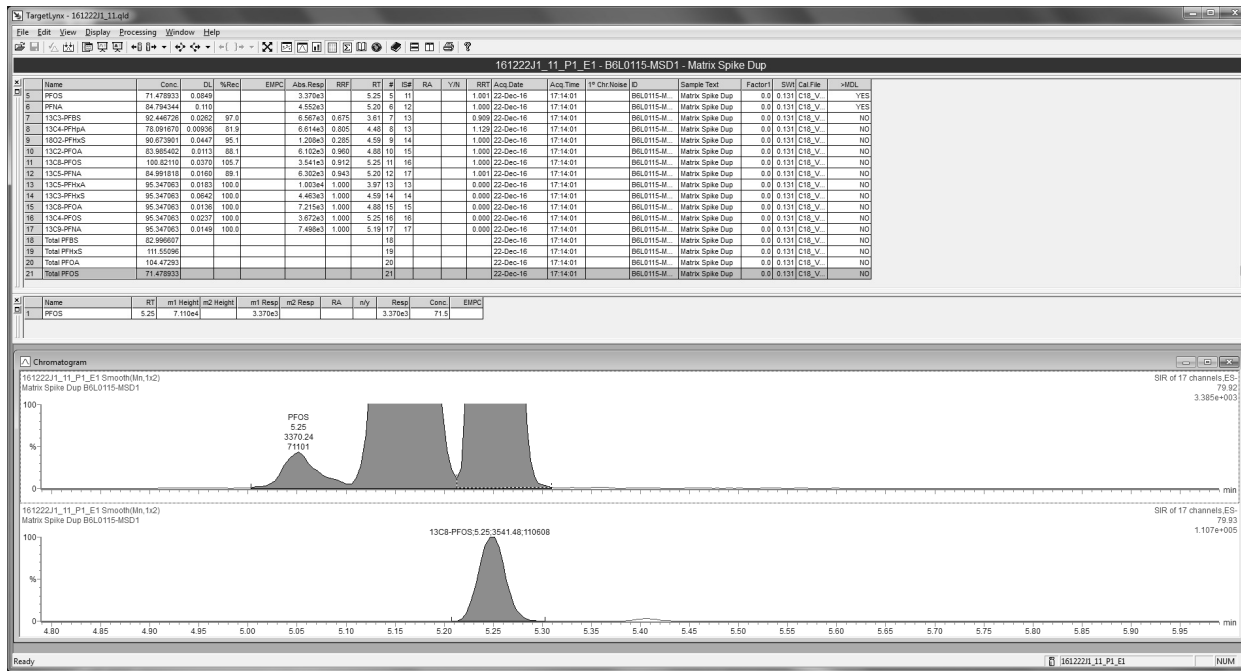 TargetLynx - 161222J1_11.qld
File Edit View Display Processing Window Help
161222J1_11_P1_E1 - B6L0115-MSD1 - Matrix Spike Dup
Name Conc. DL %Rec EMPC Abs.Resp RRF RT # IS# RA Y/N RRT Acq.Date Acq.Time 1° Chr.Noise ID Sample Text Factor1 SWt Cal.File >MDL
5 PFOS 71.478933 0.0849 3.370e3 5.25 5 11 1.001 22-Dec-16 17:14:01 B6L0115-M... Matrix Spike Dup 0.0 0.131 C18_V... YES
6 PFNA 84.794344 0.110 4.552e3 5.20 6 12 1.000 22-Dec-16 17:14:01 B6L0115-M... Matrix Spike Dup 0.0 0.131 C18_V... YES
7 13C3-PFBS 92.446726 0.0262 97.0 6.567e3 0.675 3.61 7 13 0.909 22-Dec-16 17:14:01 B6L0115-M... Matrix Spike Dup 0.0 0.131 C18_V... NO
8 13C4-PFHpA 78.091670 0.00936 81.9 6.614e3 0.805 4.48 8 13 1.129 22-Dec-16 17:14:01 B6L0115-M... Matrix Spike Dup 0.0 0.131 C18_V... NO
9 18O2-PFHxS 90.673901 0.0447 95.1 1.208e3 0.285 4.59 9 14 1.000 22-Dec-16 17:14:01 B6L0115-M... Matrix Spike Dup 0.0 0.131 C18_V... NO
10 13C2-PFOA 83.985402 0.0113 88.1 6.102e3 0.960 4.88 10 15 1.000 22-Dec-16 17:14:01 B6L0115-M... Matrix Spike Dup 0.0 0.131 C18_V... NO
11 13C8-PFOS 100.82110 0.0370 105.7 3.541e3 0.912 5.25 11 16 1.000 22-Dec-16 17:14:01 B6L0115-M... Matrix Spike Dup 0.0 0.131 C18_V... NO
12 13C5-PFNA 84.991818 0.0160 89.1 6.302e3 0.943 5.20 12 17 1.001 22-Dec-16 17:14:01 B6L0115-M... Matrix Spike Dup 0.0 0.131 C18_V... NO
13 13C5-PFHxA 95.347063 0.0183 100.0 1.003e4 1.000 3.97 13 13 0.000 22-Dec-16 17:14:01 B6L0115-M... Matrix Spike Dup 0.0 0.131 C18_V... NO
14 13C3-PFHxS 95.347063 0.0642 100.0 4.463e3 1.000 4.59 14 14 0.000 22-Dec-16 17:14:01 B6L0115-M... Matrix Spike Dup 0.0 0.131 C18_V... NO
15 13C8-PFOA 95.347063 0.0136 100.0 7.215e3 1.000 4.88 15 15 0.000 22-Dec-16 17:14:01 B6L0115-M... Matrix Spike Dup 0.0 0.131 C18_V... NO
16 13C4-PFOS 95.347063 0.0237 100.0 3.672e3 1.000 5.25 16 16 0.000 22-Dec-16 17:14:01 B6L0115-M... Matrix Spike Dup 0.0 0.131 C18_V... NO
17 13C9-PFNA 95.347063 0.0149 100.0 7.498e3 1.000 5.19 17 17 0.000 22-Dec-16 17:14:01 B6L0115-M... Matrix Spike Dup 0.0 0.131 C18_V... NO
18 Total PFBS 82.996607 18 22-Dec-16 17:14:01 B6L0115-M... Matrix Spike Dup 0.0 0.131 C18_V... NO
19 Total PFHxS 111.55096 19 22-Dec-16 17:14:01 B6L0115-M... Matrix Spike Dup 0.0 0.131 C18_V... NO
20 Total PFOA 104.47293 20 22-Dec-16 17:14:01 B6L0115-M... Matrix Spike Dup 0.0 0.131 C18_V... NO
21 Total PFOS 71.478933 21 22-Dec-16 17:14:01 B6L0115-M... Matrix Spike Dup 0.0 0.131 C18_V... NO
Name RT m1 Height m2 Height m1 Resp m2 Resp RA n/y Resp Conc. EMPC
1 PFOS 5.25 7.110e4 3.370e3 3.370e3 71.5
Chromatogram
161222J1_11_P1_E1 Smooth(Mn,1x2) SIR of 17 channels,ES-
Matrix Spike Dup B6L0115-MSD1 79.92
3.385e+003
100
PFOS
5.25
3370.24
71101
%
0
min
161222J1_11_P1_E1 Smooth(Mn,1x2) SIR of 17 channels,ES-
Matrix Spike Dup B6L0115-MSD1 79.93
1.107e+005
100
13C8-PFOS;5.25;3541.48;110608
%
0
min
4.80 4.85 4.90 4.95 5.00 5.05 5.10 5.15 5.20 5.25 5.30 5.35 5.40 5.45 5.50 5.55 5.60 5.65 5.70 5.75 5.80 5.85 5.90 5.95
Ready 161222J1_11_P1_E1 NUM